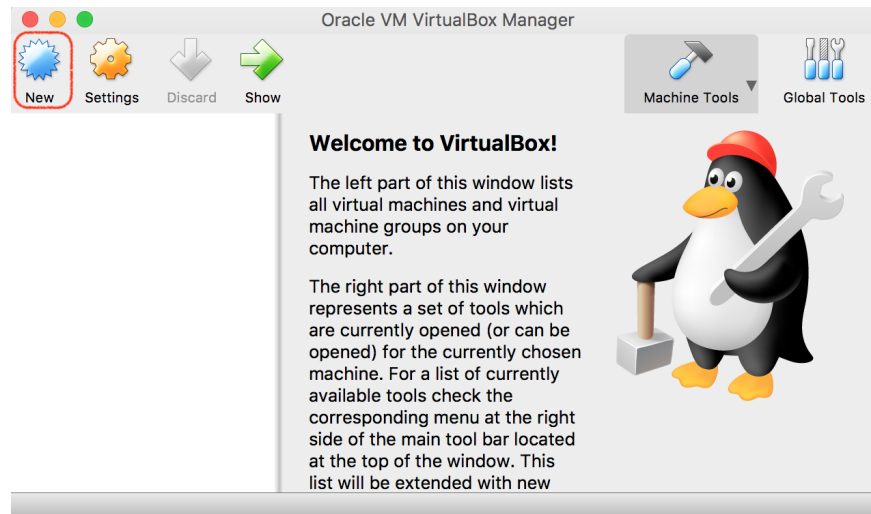 Oracle VM VirtualBox Manager
New Settings Discard Show Machine Tools Global Tools
Welcome to VirtualBox!
The left part of this window lists
all virtual machines and virtual
machine groups on your
computer.
The right part of this window
represents a set of tools which
are currently opened (or can be
opened) for the currently chosen
machine. For a list of currently
available tools check the
corresponding menu at the right
side of the main tool bar located
at the top of the window. This
list will be extended with new